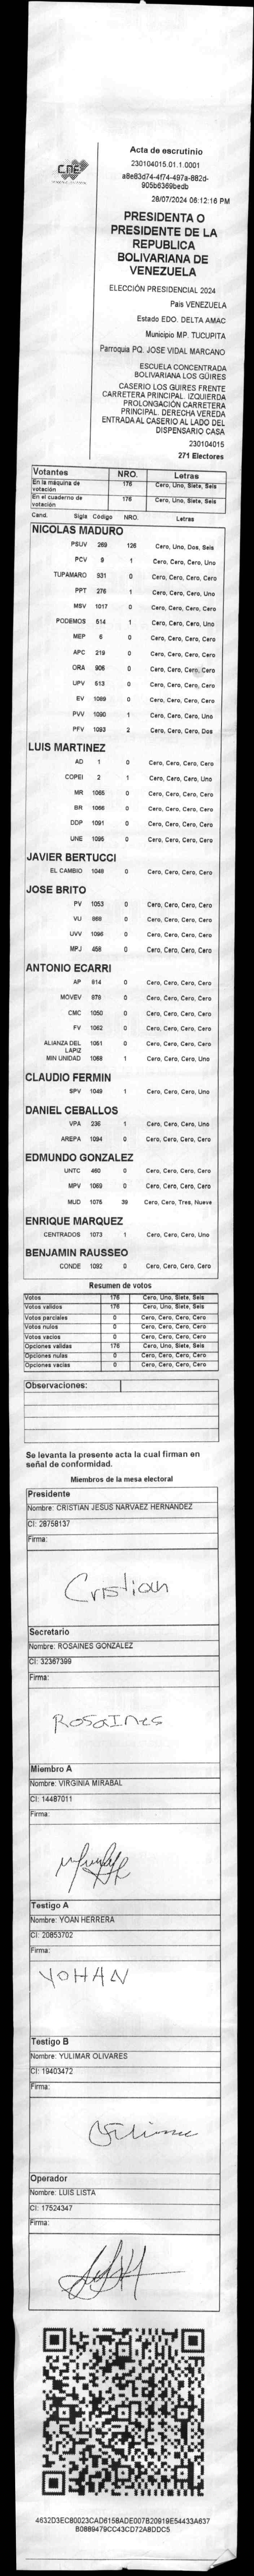 CNE
Acta de escrutinio
230104015.01.1.0001
a8e83d74-4f74-497a-882d-
905b6369bedb
28/07/2024 06:12:16 PM
PRESIDENTA O
PRESIDENTE DE LA
REPUBLICA
BOLIVARIANA DE
VENEZUELA
ELECCIÓN PRESIDENCIAL 2024
Pais VENEZUELA
Estado EDO. DELTA AMAC
Municipio MP. TUCUPITA
Parroquia PQ. JOSE VIDAL MARCANO
ESCUELA CONCENTRADA
BOLIVARIANA LOS GÜIRES
CASERIO LOS GUIRES FRENTE
CARRETERA PRINCIPAL. IZQUIERDA
PROLONGACIÓN CARRETERA
PRINCIPAL. DERECHA VEREDA
ENTRADA AL CASERIO AL LADO DEL
DISPENSARIO CASA
230104015
271 Electores
Votantes NRO. Letras
En la máquina de votación 176 Cero, Uno, Siete, Seis
En el cuaderno de votación 176 Cero, Uno, Siete, Seis
Cand. Sigla Código NRO. Letras
NICOLAS MADURO
PSUV 269 126 Cero, Uno, Dos, Seis
PCV 9 1 Cero, Cero, Cero, Uno
TUPAMARO 531 0 Cero, Cero, Cero, Cero
PPT 276 1 Cero, Cero, Cero, Uno
MSV 1017 0 Cero, Cero, Cero, Cero
PODEMOS 514 1 Cero, Cero, Cero, Uno
MEP 6 0 Cero, Cero, Cero, Cero
APC 219 0 Cero, Cero, Cero, Cero
ORA 906 0 Cero, Cero, Cero, Cero
UPV 613 0 Cero, Cero, Cero, Cero
EV 1089 0 Cero, Cero, Cero, Cero
PVV 1090 1 Cero, Cero, Cero, Uno
PFV 1093 2 Cero, Cero, Cero, Dos
LUIS MARTINEZ
AD 1 0 Cero, Cero, Cero, Cero
COPEI 2 1 Cero, Cero, Cero, Uno
MR 1065 0 Cero, Cero, Cero, Cero
BR 1066 0 Cero, Cero, Cero, Cero
DDP 1091 0 Cero, Cero, Cero, Cero
UNE 1095 0 Cero, Cero, Cero, Cero
JAVIER BERTUCCI
EL CAMBIO 1048 0 Cero, Cero, Cero, Cero
JOSE BRITO
PV 1053 0 Cero, Cero, Cero, Cero
VU 868 0 Cero, Cero, Cero, Cero
UVV 1096 0 Cero, Cero, Cero, Cero
MPJ 458 0 Cero, Cero, Cero, Cero
ANTONIO ECARRI
AP 814 0 Cero, Cero, Cero, Cero
MOVEV 878 0 Cero, Cero, Cero, Cero
CMC 1050 0 Cero, Cero, Cero, Cero
FV 1062 0 Cero, Cero, Cero, Cero
ALIANZA DEL LAPIZ 1051 0 Cero, Cero, Cero, Cero
MIN UNIDAD 1068 1 Cero, Cero, Cero, Uno
CLAUDIO FERMIN
SPV 1049 1 Cero, Cero, Cero, Uno
DANIEL CEBALLOS
VPA 236 1 Cero, Cero, Cero, Uno
AREPA 1094 0 Cero, Cero, Cero, Cero
EDMUNDO GONZALEZ
UNTC 460 0 Cero, Cero, Cero, Cero
MPV 1069 0 Cero, Cero, Cero, Cero
MUD 1075 39 Cero, Cero, Tres, Nueve
ENRIQUE MARQUEZ
CENTRADOS 1073 1 Cero, Cero, Cero, Uno
BENJAMIN RAUSSEO
CONDE 1092 0 Cero, Cero, Cero, Cero
Resumen de votos
Votos 176 Cero, Uno, Siete, Seis
Votos validos 176 Cero, Uno, Siete, Seis
Votos parciales 0 Cero, Cero, Cero, Cero
Votos nulos 0 Cero, Cero, Cero, Cero
Votos vacios 0 Cero, Cero, Cero, Cero
Opciones validas 176 Cero, Uno, Siete, Seis
Opciones nulas 0 Cero, Cero, Cero, Cero
Opciones vacias 0 Cero, Cero, Cero, Cero
Observaciones:
Se levanta la presente acta la cual firman en
señal de conformidad.
Miembros de la mesa electoral
Presidente
Nombre: CRISTIAN JESUS NARVAEZ HERNANDEZ
CI: 28758137
Firma:
Cristian
Secretario
Nombre: ROSAINES GONZALEZ
CI: 32367399
Firma:
RosaInes
Miembro A
Nombre: VIRGINIA MIRABAL
CI: 14487011
Firma:
Testigo A
Nombre: YOAN HERRERA
CI: 20853702
Firma:
YOHAN
Testigo B
Nombre: YULIMAR OLIVARES
CI: 19403472
Firma:
Operador
Nombre: LUIS LISTA
CI: 17524347
Firma:
4632D3EC80023CAD6158ADE007B20919E54433A637
B0889479CC43CD72A8DDC5